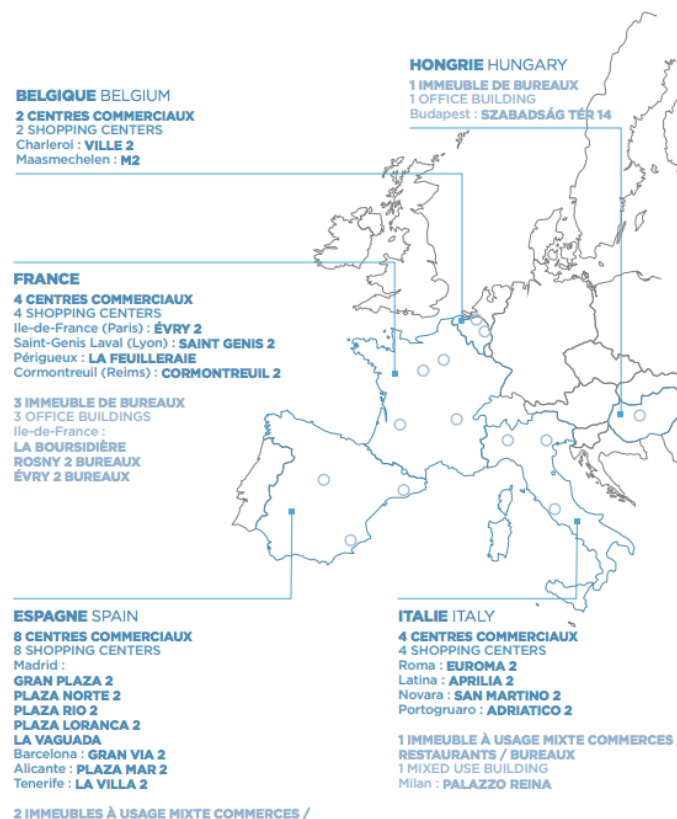 HONGRIE HUNGARY
1 IMMEUBLE DE BUREAUX
1 OFFICE BUILDING
Budapest : SZABADSÁG TÉR 14
BELGIQUE BELGIUM
2 CENTRES COMMERCIAUX
2 SHOPPING CENTERS
Charleroi : VILLE 2
Maasmechelen : M2
FRANCE
4 CENTRES COMMERCIAUX
4 SHOPPING CENTERS
Ile-de-France (Paris) : ÉVRY 2
Saint-Genis Laval (Lyon) : SAINT GENIS 2
Périgueux : LA FEUILLERAIE
Cormontreuil (Reims) : CORMONTREUIL 2
3 IMMEUBLE DE BUREAUX
3 OFFICE BUILDINGS
Ile-de-France :
LA BOURSIDIÈRE
ROSNY 2 BUREAUX
ÉVRY 2 BUREAUX
ESPAGNE SPAIN
8 CENTRES COMMERCIAUX
8 SHOPPING CENTERS
Madrid :
GRAN PLAZA 2
PLAZA NORTE 2
PLAZA RIO 2
PLAZA LORANCA 2
LA VAGUADA
Barcelona : GRAN VIA 2
Alicante : PLAZA MAR 2
Tenerife : LA VILLA 2
2 IMMEUBLES À USAGE MIXTE COMMERCES /
ITALIE ITALY
4 CENTRES COMMERCIAUX
4 SHOPPING CENTERS
Roma : EUROMA 2
Latina : APRILIA 2
Novara : SAN MARTINO 2
Portogruaro : ADRIATICO 2
1 IMMEUBLE À USAGE MIXTE COMMERCES /
RESTAURANTS / BUREAUX
1 MIXED USE BUILDING
Milan : PALAZZO REINA